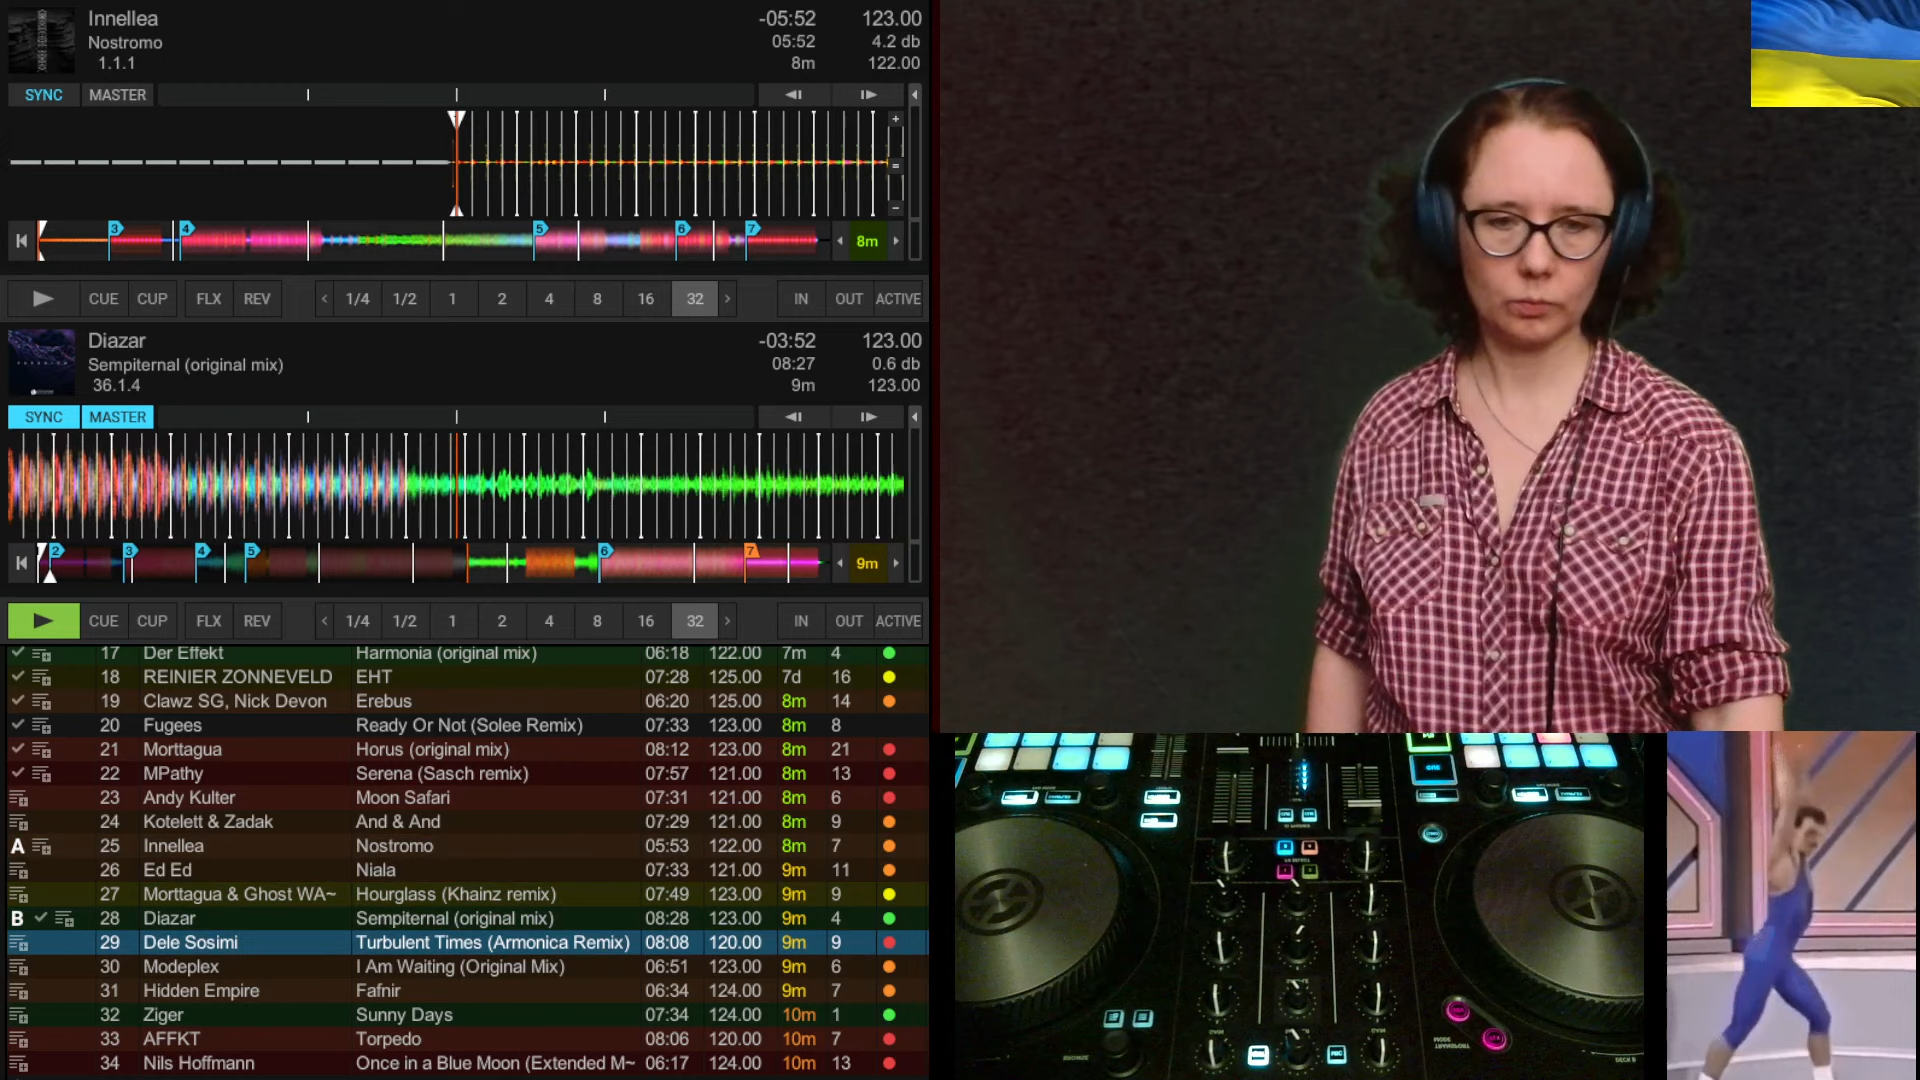 Innellea -05:52 123.00
Nostromo 05:52 4.2 db
1.1.1 8m 122.00
SYNC MASTER
3 4 5 6 7 8m
CUE CUP FLX REV 1/4 1/2 1 2 4 8 16 32 IN OUT ACTIVE
Diazar -03:52 123.00
Sempiternal (original mix) 08:27 0.6 db
36.1.4 9m 123.00
SYNC MASTER
2 3 4 5 6 7 9m
CUE CUP FLX REV 1/4 1/2 1 2 4 8 16 32 IN OUT ACTIVE
17 Der Effekt Harmonia (original mix) 06:18 122.00 7m 4
18 REINIER ZONNEVELD EHT 07:28 125.00 7d 16
19 Clawz SG, Nick Devon Erebus 06:20 125.00 8m 14
20 Fugees Ready Or Not (Solee Remix) 07:33 123.00 8m 8
21 Morttagua Horus (original mix) 08:12 123.00 8m 21
22 MPathy Serena (Sasch remix) 07:57 121.00 8m 13
23 Andy Kulter Moon Safari 07:31 121.00 8m 6
24 Kotelett & Zadak And & And 07:29 121.00 8m 9
A 25 Innellea Nostromo 05:53 122.00 8m 7
26 Ed Ed Niala 07:33 121.00 9m 11
27 Morttagua & Ghost WA~ Hourglass (Khainz remix) 07:49 123.00 9m 9
B 28 Diazar Sempiternal (original mix) 08:28 123.00 9m 4
29 Dele Sosimi Turbulent Times (Armonica Remix) 08:08 120.00 9m 9
30 Modeplex I Am Waiting (Original Mix) 06:51 123.00 9m 6
31 Hidden Empire Fafnir 06:34 124.00 9m 7
32 Ziger Sunny Days 07:34 124.00 10m 1
33 AFFKT Torpedo 08:06 120.00 10m 7
34 Nils Hoffmann Once in a Blue Moon (Extended M~ 06:17 124.00 10m 13